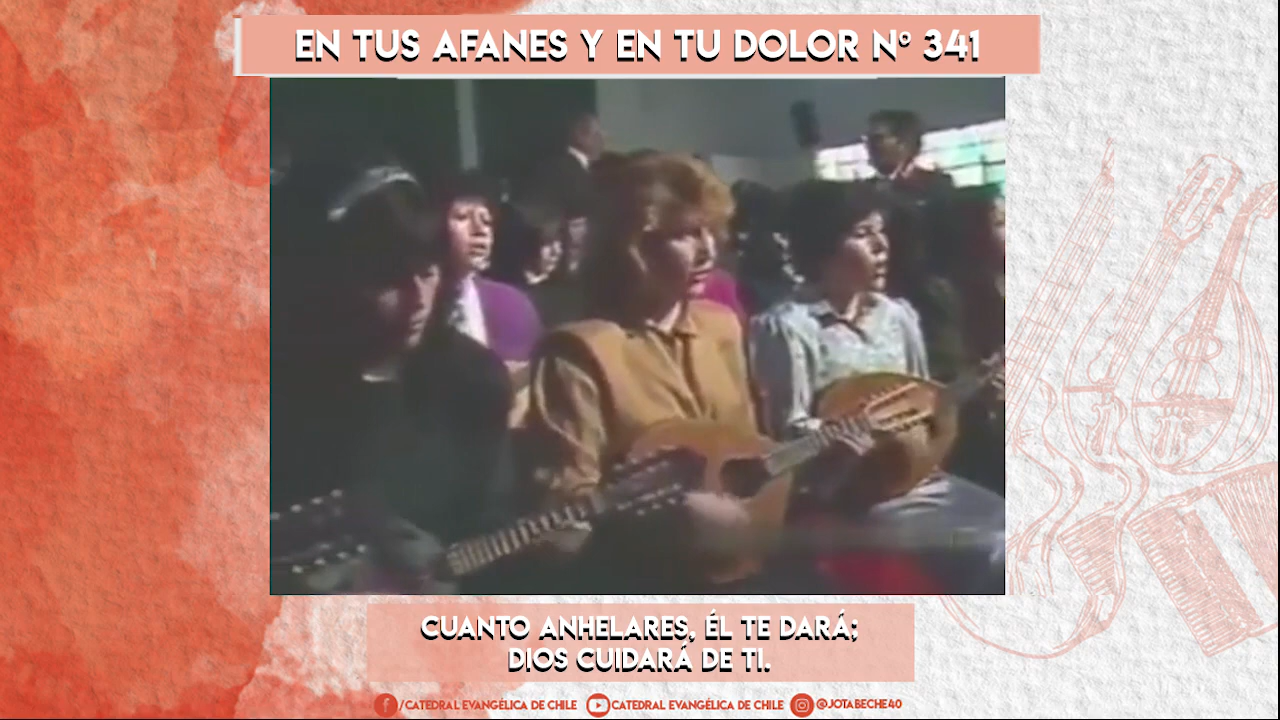 EN TUS AFANES Y EN TU DOLOR Nº 341
CUANTO ANHELARES, ÉL TE DARÁ;
DIOS CUIDARÁ DE TI.
/CATEDRAL EVANGÉLICA DE CHILE CATEDRAL EVANGÉLICA DE CHILE @JOTABECHE40